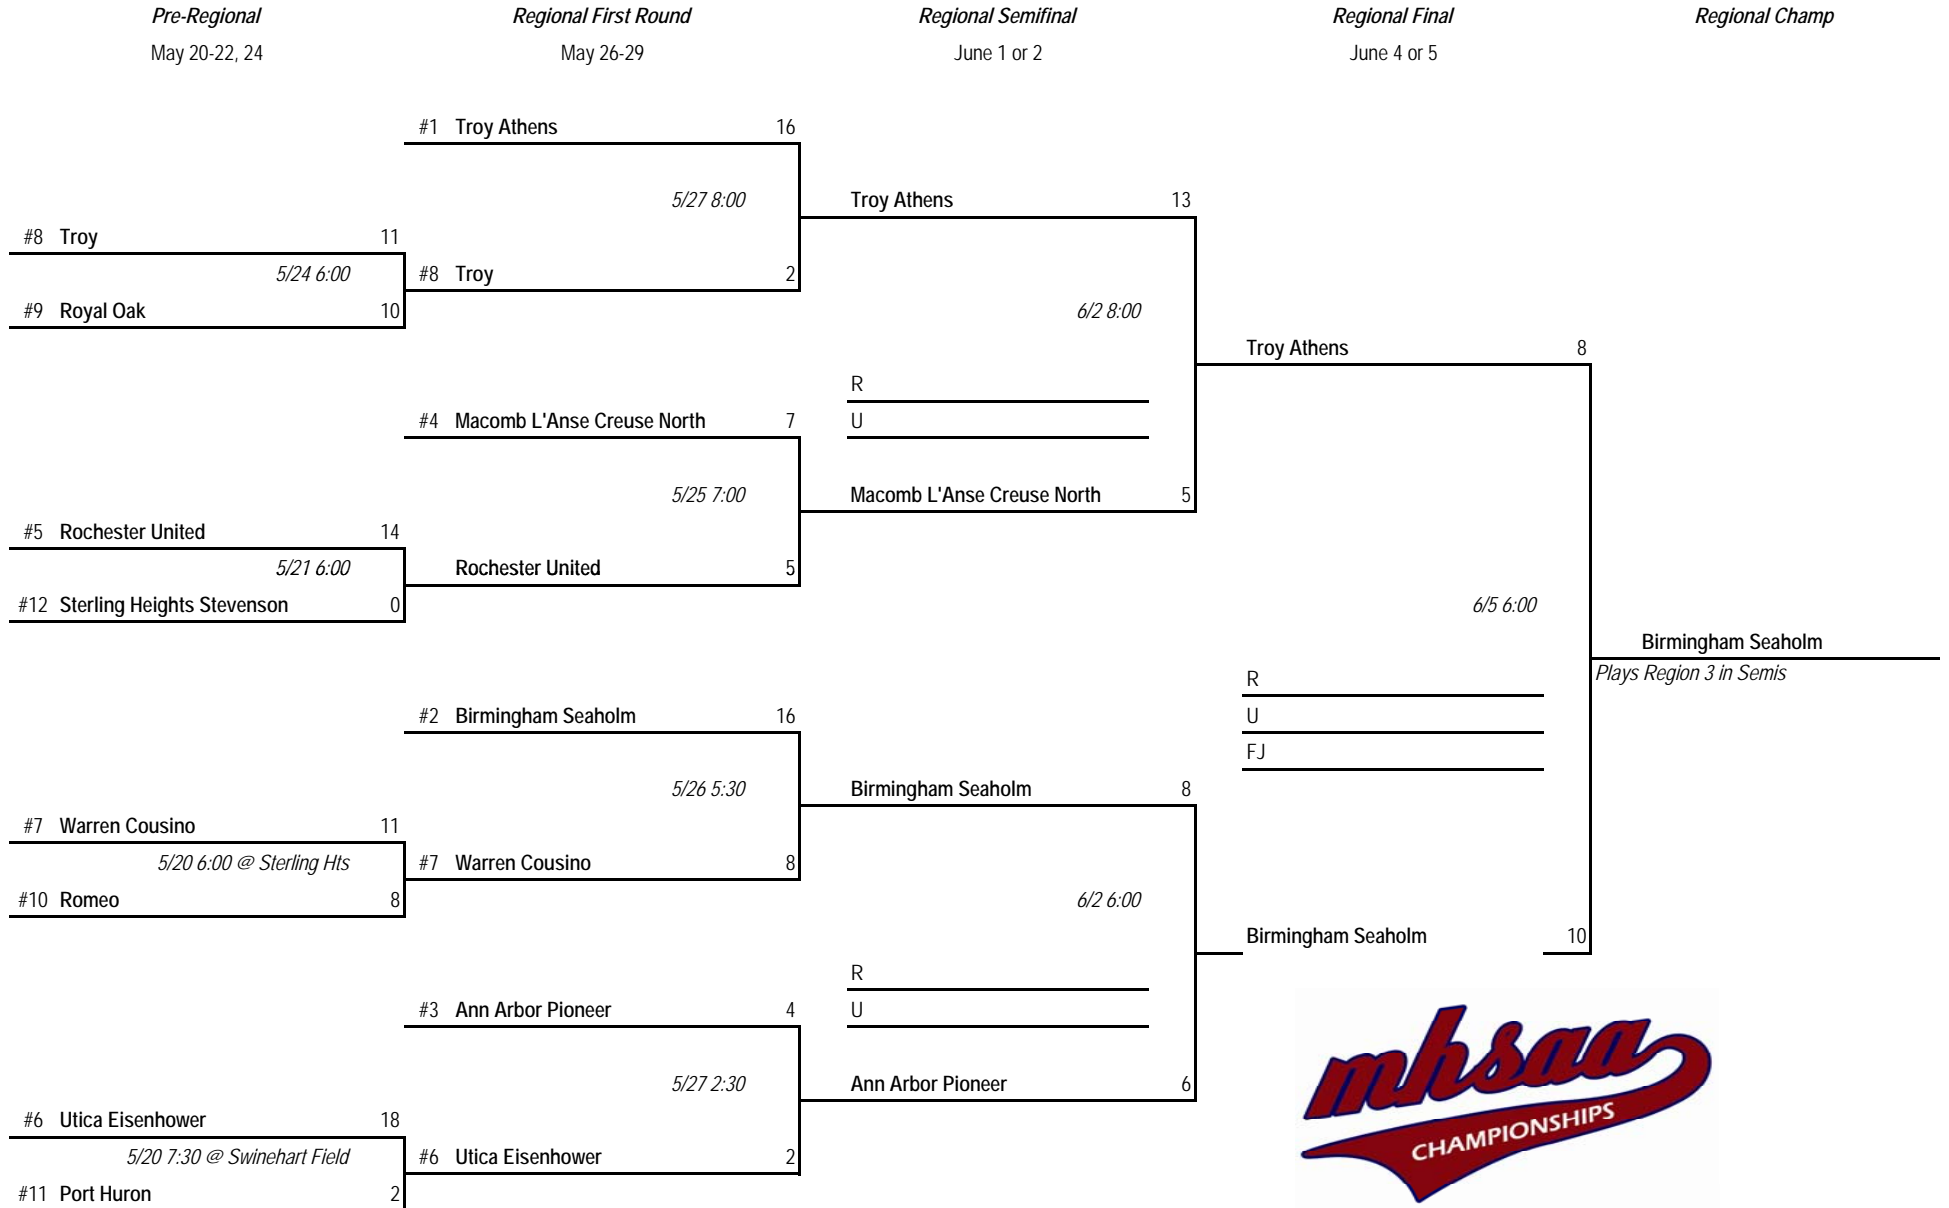 Pre-Regional Regional First Round Regional Semifinal Regional Final Regional Champ
May 20-22, 24 May 26-29 June 1 or 2 June 4 or 5
#1 Troy Athens 16
5/27 8:00 Troy Athens 13
#8 Troy 11
5/24 6:00 #8 Troy 2
#9 Royal Oak 10 6/2 8:00
Troy Athens 8
R
#4 Macomb L'Anse Creuse North 7 U
5/25 7:00 Macomb L'Anse Creuse North 5
#5 Rochester United 14
5/21 6:00 Rochester United 5
#12 Sterling Heights Stevenson 0 6/5 6:00
Birmingham Seaholm
Plays Region 3 in Semis
R
#2 Birmingham Seaholm 16 U
FJ
5/26 5:30 Birmingham Seaholm 8
#7 Warren Cousino 11
5/20 6:00 @ Sterling Hts #7 Warren Cousino 8
#10 Romeo 8 6/2 6:00
Birmingham Seaholm 10
R
#3 Ann Arbor Pioneer 4 U
5/27 2:30 Ann Arbor Pioneer 6
mhsaa
CHAMPIONSHIPS
#6 Utica Eisenhower 18
5/20 7:30 @ Swinehart Field #6 Utica Eisenhower 2
#11 Port Huron 2